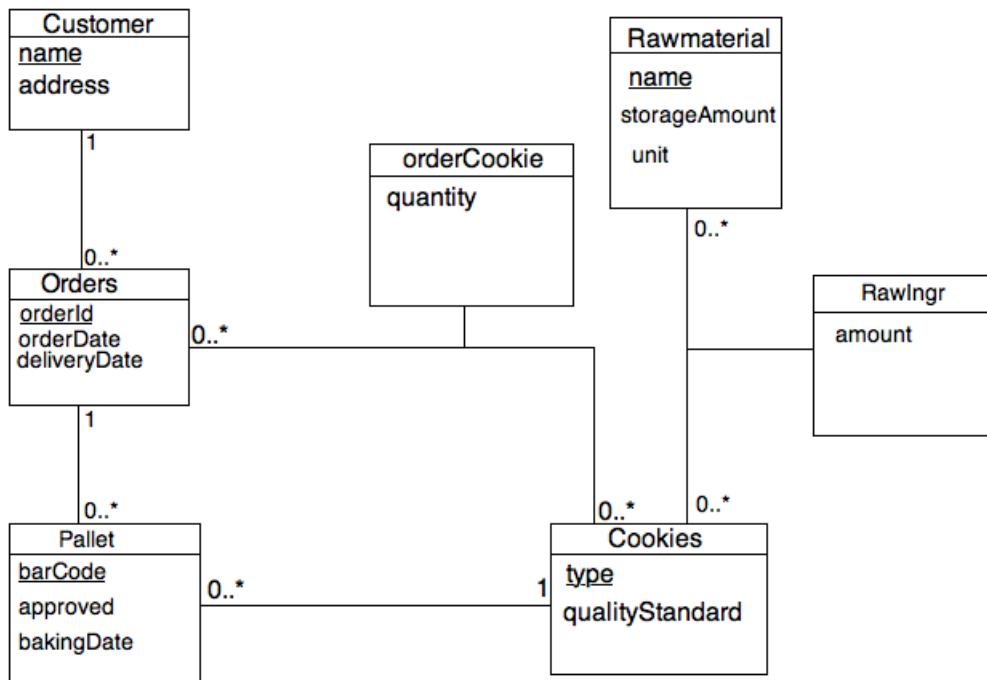 Customer
name
address
1
0..*
Orders
orderId
orderDate
deliveryDate
0..*
1
0..*
Pallet
barCode
approved
bakingDate
0..*
1
orderCookie
quantity
Rawmaterial
name
storageAmount
unit
0..*
RawIngr
amount
0..*
0..*
Cookies
type
qualityStandard